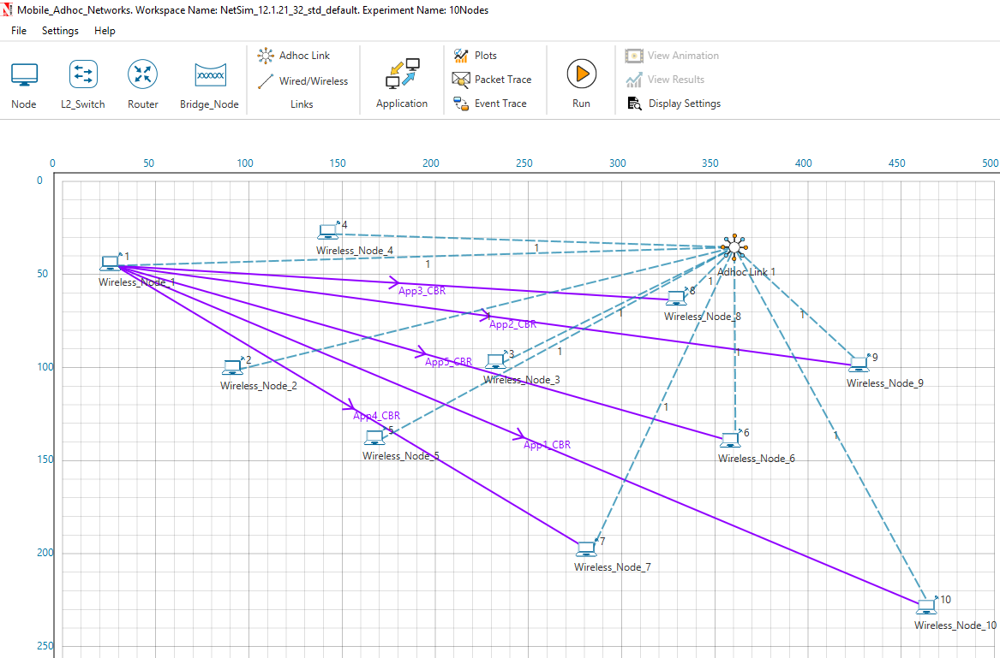 Mobile_Adhoc_Networks. Workspace Name: NetSim_12.1.21_32_std_default. Experiment Name: 10Nodes
File Settings Help
Node
L2_Switch
Router
Bridge_Node
Adhoc Link
Wired/Wireless
Links
Application
Plots
Packet Trace
Event Trace
Run
View Animation
View Results
Display Settings
0 50 100 150 200 250 300 350 400 450 500
0
50
100
150
200
250
4
Wireless_Node_4
1
1
Wireless_Node_1
1
Adhoc_Link 1
App3_CBR
1
8
Wireless_Node_8
1
App2_CBR
1
1
2
Wireless_Node_2
App5_CBR
3
Wireless_Node_3
1
1
9
Wireless_Node_9
App4_CBR
1
5
Wireless_Node_5
App1_CBR
6
Wireless_Node_6
1
7
Wireless_Node_7
10
Wireless_Node_10